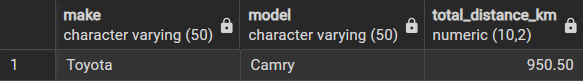 make model total_distance_km
character varying (50) character varying (50) numeric (10,2)
1 Toyota Camry 950.50